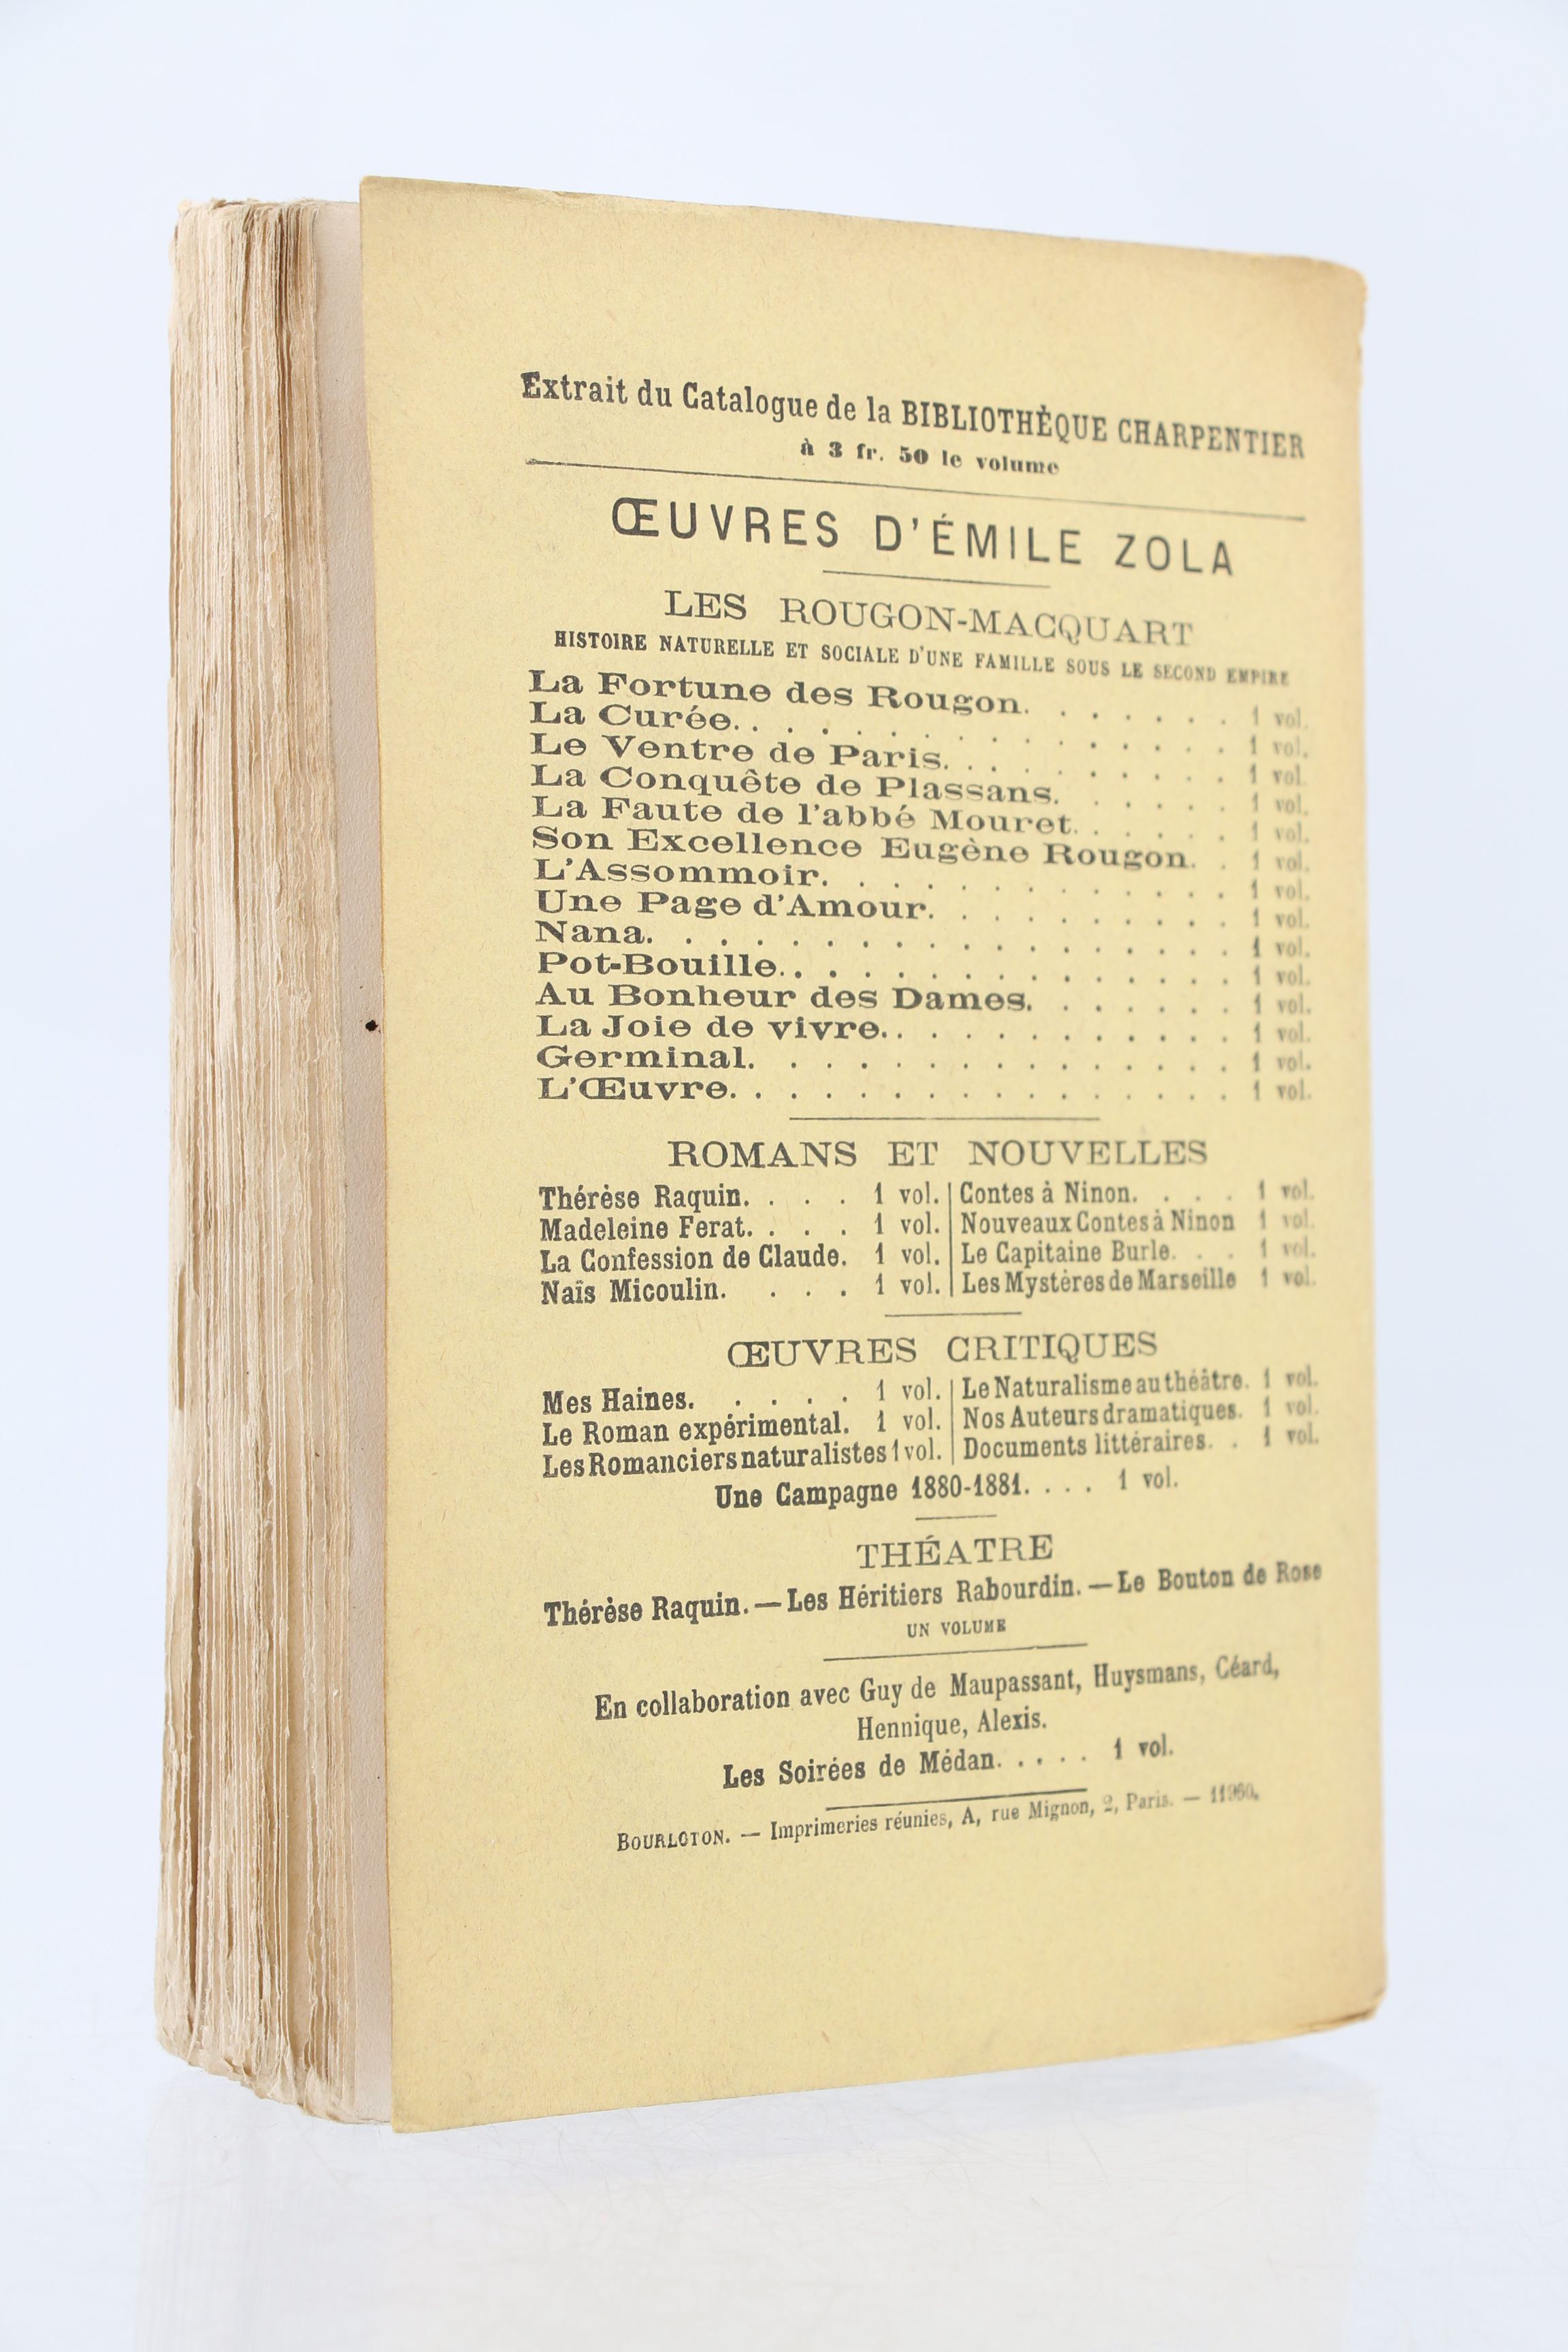 Extrait du Catalogue de la BIBLIOTHÈQUE CHARPENTIER
à 3 fr. 50 le volume
ŒUVRES D'ÉMILE ZOLA
LES ROUGON-MACQUART
HISTOIRE NATURELLE ET SOCIALE D'UNE FAMILLE SOUS LE SECOND EMPIRE
La Fortune des Rougon. . . . . . . 1 vol.
La Curée. . . . . . . . . . . . . . 1 vol.
Le Ventre de Paris. . . . . . . . . 1 vol.
La Conquête de Plassans. . . . . . 1 vol.
La Faute de l'abbé Mouret. . . . . . 1 vol.
Son Excellence Eugène Rougon. . 1 vol.
L'Assommoir. . . . . . . . . . . . 1 vol.
Une Page d'Amour. . . . . . . . . 1 vol.
Nana. . . . . . . . . . . . . . . 1 vol.
Pot-Bouille. . . . . . . . . . . . 1 vol.
Au Bonheur des Dames. . . . . . . 1 vol.
La Joie de vivre. . . . . . . . . . 1 vol.
Germinal. . . . . . . . . . . . . 1 vol.
L'Œuvre. . . . . . . . . . . . . . 1 vol.
ROMANS ET NOUVELLES
Thérèse Raquin. . . . 1 vol. | Contes à Ninon. . . . 1 vol.
Madeleine Ferat. . . . 1 vol. | Nouveaux Contes à Ninon 1 vol.
La Confession de Claude. 1 vol. | Le Capitaine Burle. . . 1 vol.
Naïs Micoulin. . . . 1 vol. | Les Mystères de Marseille 1 vol.
ŒUVRES CRITIQUES
Mes Haines. . . . . 1 vol. | Le Naturalisme au théâtre. 1 vol.
Le Roman expérimental. 1 vol. | Nos Auteurs dramatiques. 1 vol.
Les Romanciers naturalistes 1 vol. | Documents littéraires. . 1 vol.
Une Campagne 1880-1881. . . . 1 vol.
THÉATRE
Thérèse Raquin. — Les Héritiers Rabourdin. — Le Bouton de Rose
UN VOLUME
En collaboration avec Guy de Maupassant, Huysmans, Céard,
Hennique, Alexis.
Les Soirées de Médan. . . . . 1 vol.
BOURLOTON. — Imprimeries réunies, A, rue Mignon, 2, Paris. —